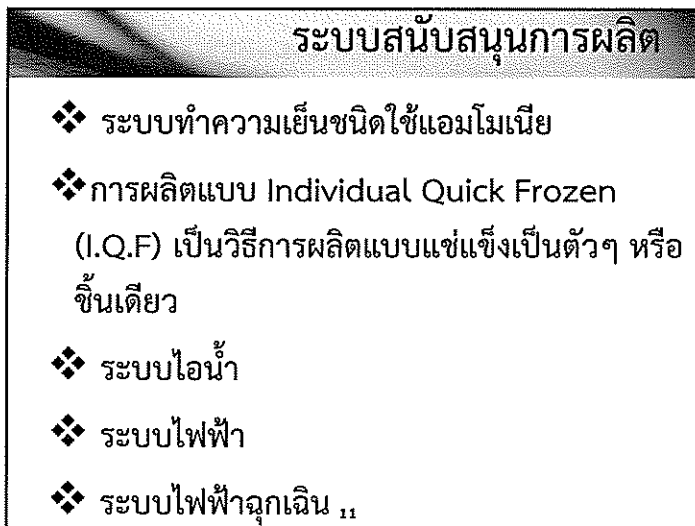 ระบบสนับสนุนการผลิต
❖ ระบบทำความเย็นชนิดใช้แอมโมเนีย
❖การผลิตแบบ Individual Quick Frozen
(I.Q.F) เป็นวิธีการผลิตแบบแช่แข็งเป็นตัวๆ หรือ
ชิ้นเดียว
❖ ระบบไอน้ำ
❖ ระบบไฟฟ้า
❖ ระบบไฟฟ้าฉุกเฉิน 11